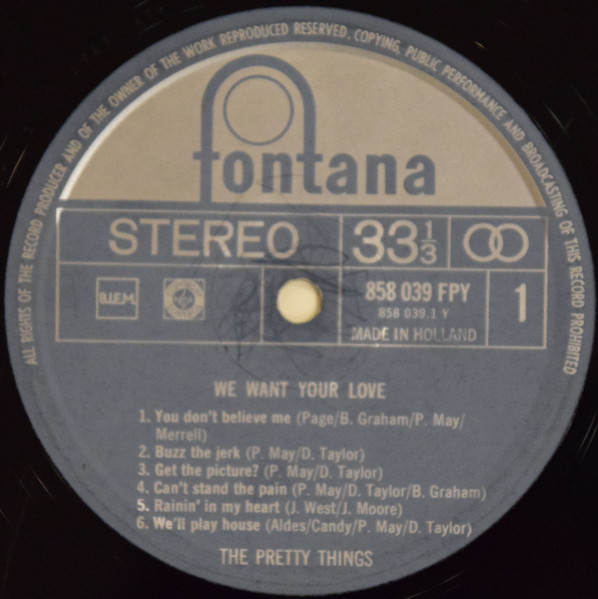 ALL RIGHTS OF THE RECORD PRODUCER AND OF THE OWNER OF THE WORK REPRODUCED RESERVED. COPYING, PUBLIC PERFORMANCE AND BROADCASTING OF THIS RECORD PROHIBITED
fontana
STEREO 33 1/3
B.I.E.M. 858 039 FPY 1
858 039.1 Y
MADE IN HOLLAND
WE WANT YOUR LOVE
1. You don't believe me (Page/B. Graham/P. May/
Merrell)
2. Buzz the jerk (P. May/D. Taylor)
3. Get the picture? (P. May/D. Taylor)
4. Can't stand the pain (P. May/D. Taylor/B. Graham)
5. Rainin' in my heart (J. West/J. Moore)
6. We'll play house (Aldes/Candy/P. May/D. Taylor)
THE PRETTY THINGS